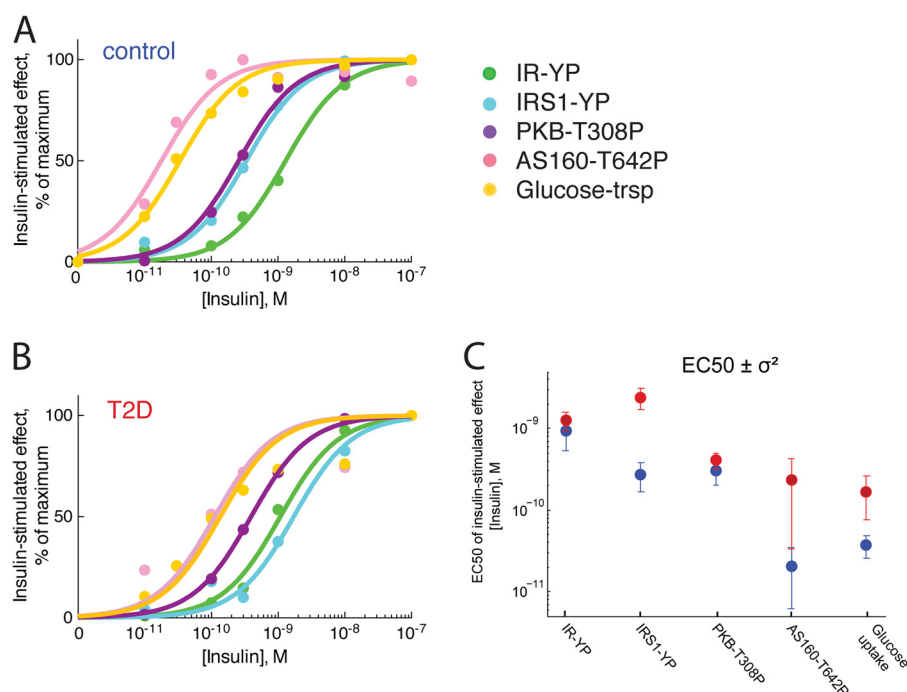 A
control
Insulin-stimulated effect,
% of maximum
100
50
0
0
10⁻¹¹
10⁻¹⁰
10⁻⁹
10⁻⁸
10⁻⁷
[Insulin], M
IR-YP
IRS1-YP
PKB-T308P
AS160-T642P
Glucose-trsp
B
T2D
Insulin-stimulated effect,
% of maximum
100
50
0
0
10⁻¹¹
10⁻¹⁰
10⁻⁹
10⁻⁸
10⁻⁷
[Insulin], M
C
EC50 ± σ²
EC50 of insulin-stimulated effect
[Insulin], M
10⁻⁹
10⁻¹⁰
10⁻¹¹
IR-YP
IRS1-YP
PKB-T308P
AS160-T642P
Glucose
uptake